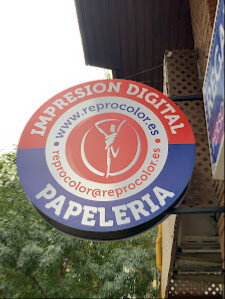 IMPRESION DIGITAL
• www.reprocolor.es •
reprocolor@reprocolor.es
PAPELERIA